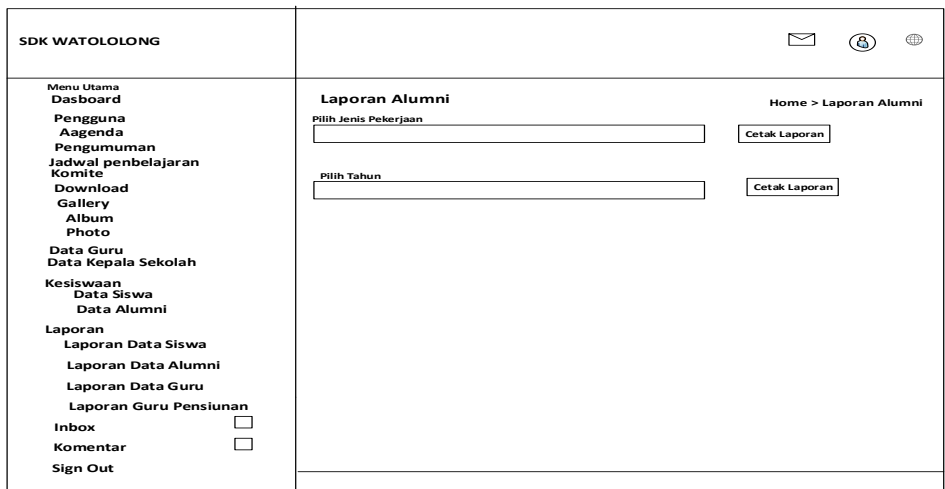 SDK WATOLOLONG
Menu Utama
Dasboard
Pengguna
Aagenda
Pengumuman
Jadwal penbelajaran
Komite
Download
Gallery
Album
Photo
Data Guru
Data Kepala Sekolah
Kesiswaan
Data Siswa
Data Alumni
Laporan
Laporan Data Siswa
Laporan Data Alumni
Laporan Data Guru
Laporan Guru Pensiunan
Inbox
Komentar
Sign Out
Laporan Alumni
Home > Laporan Alumni
Pilih Jenis Pekerjaan
Cetak Laporan
Pilih Tahun
Cetak Laporan